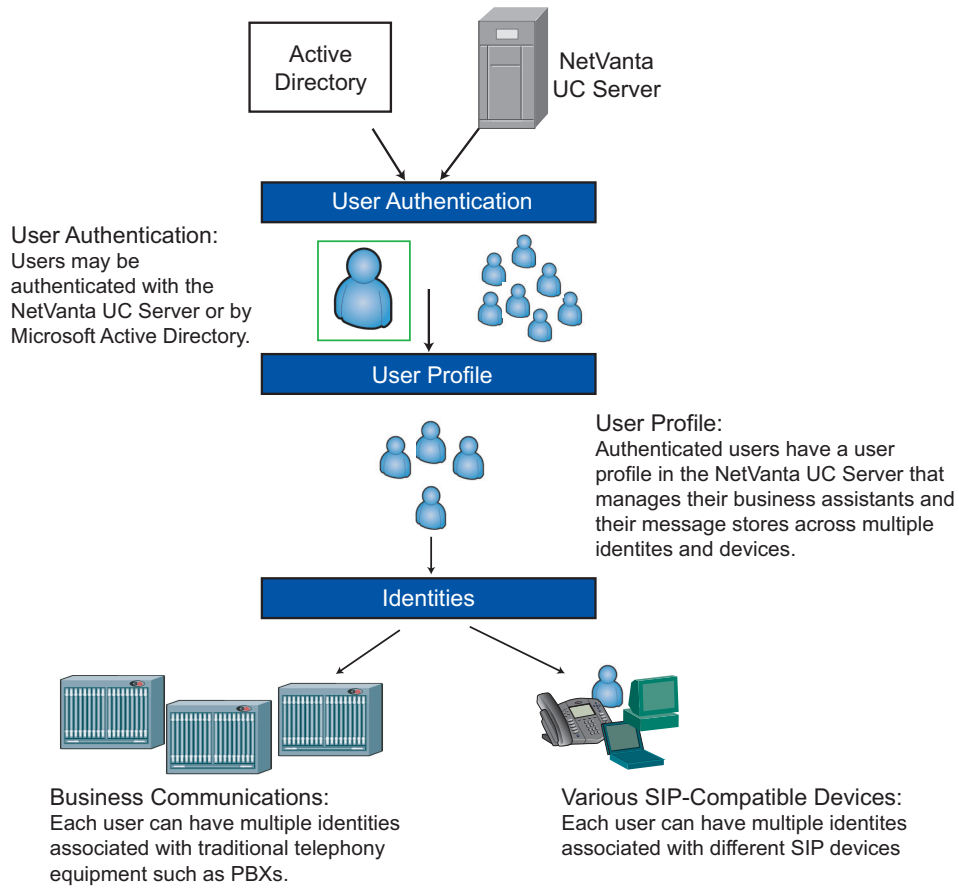 Active
Directory
NetVanta
UC Server
User Authentication
User Authentication:
Users may be
authenticated with the
NetVanta UC Server or by
Microsoft Active Directory.
User Profile
User Profile:
Authenticated users have a user
profile in the NetVanta UC Server that
manages their business assistants and
their message stores across multiple
identites and devices.
Identities
Business Communications:
Each user can have multiple identities
associated with traditional telephony
equipment such as PBXs.
Various SIP-Compatible Devices:
Each user can have multiple identites
associated with different SIP devices